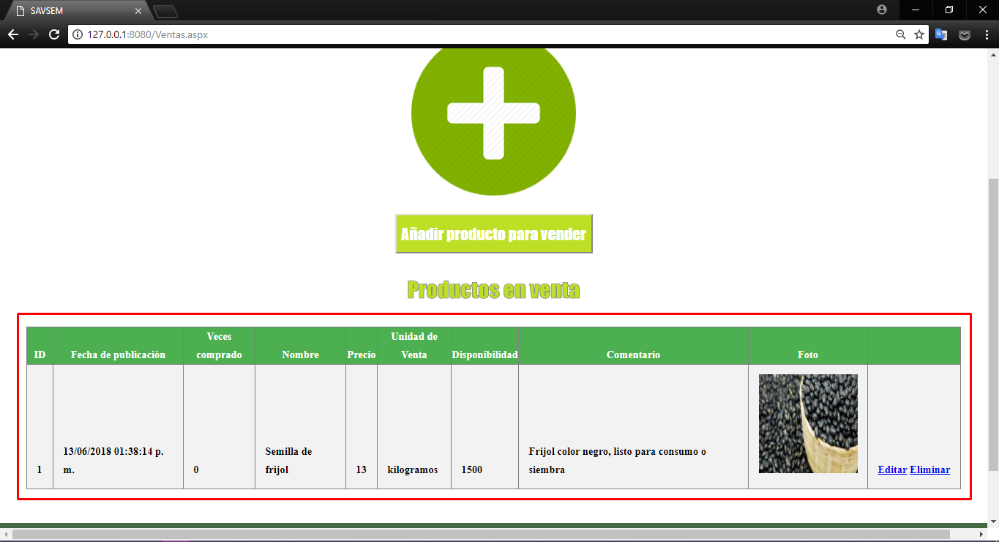 SAVSEM
127.0.0.1:8080/Ventas.aspx
Añadir producto para vender
Productos en venta
ID
Fecha de publicación
Veces
comprado
Nombre
Precio
Unidad de
Venta
Disponibilidad
Comentario
Foto
1
13/06/2018 01:38:14 p.
m.
0
Semilla de
frijol
13
kilogramos
1500
Frijol color negro, listo para consumo o
siembra
Editar Eliminar